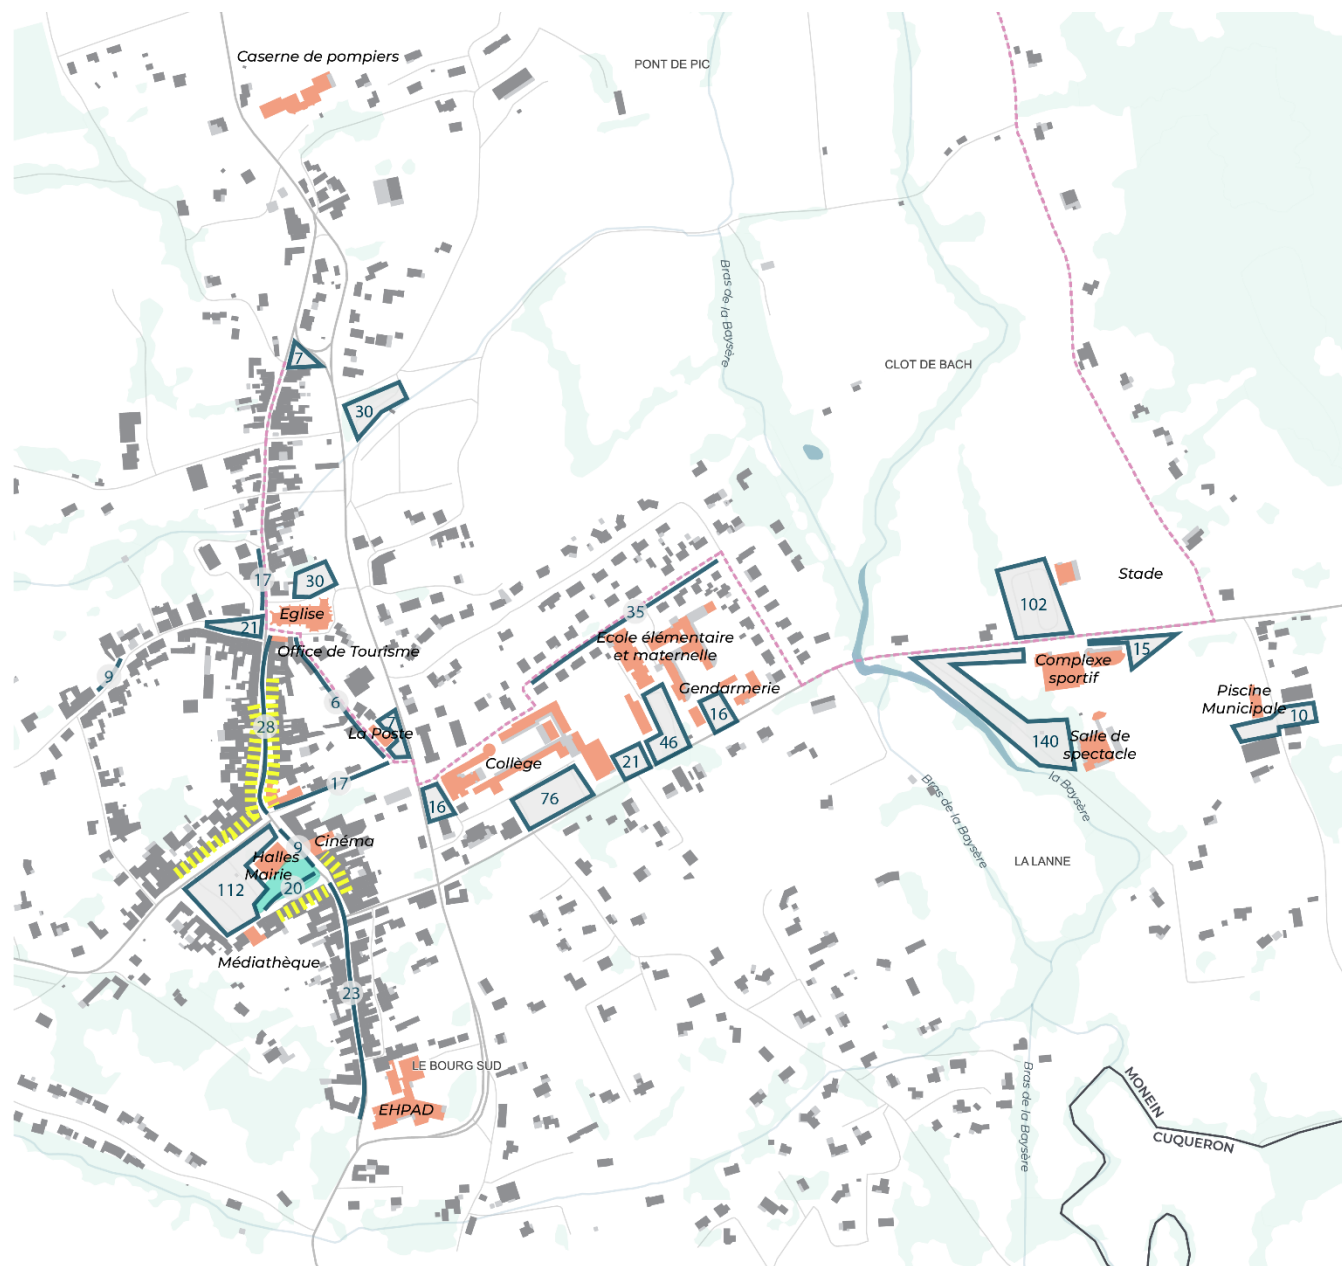 Caserne de pompiers
PONT DE PIC
Bras de la Baysère
7
CLOT DE BACH
30
17
30
Eglise
21
Office de Tourisme
9
6
28
7
La Poste
17
35
Ecole élémentaire
et maternelle
Gendarmerie
16
46
21
Collège
76
16
102
Stade
15
Complexe
sportif
Piscine
Municipale
10
140
Salle de
spectacle
la Baysère
Bras de la Baysère
LA LANNE
9
Cinéma
Halles
Mairie
20
112
Médiathèque
23
LE BOURG SUD
EHPAD
Bras de la Baysère
MONEIN
CUQUERON